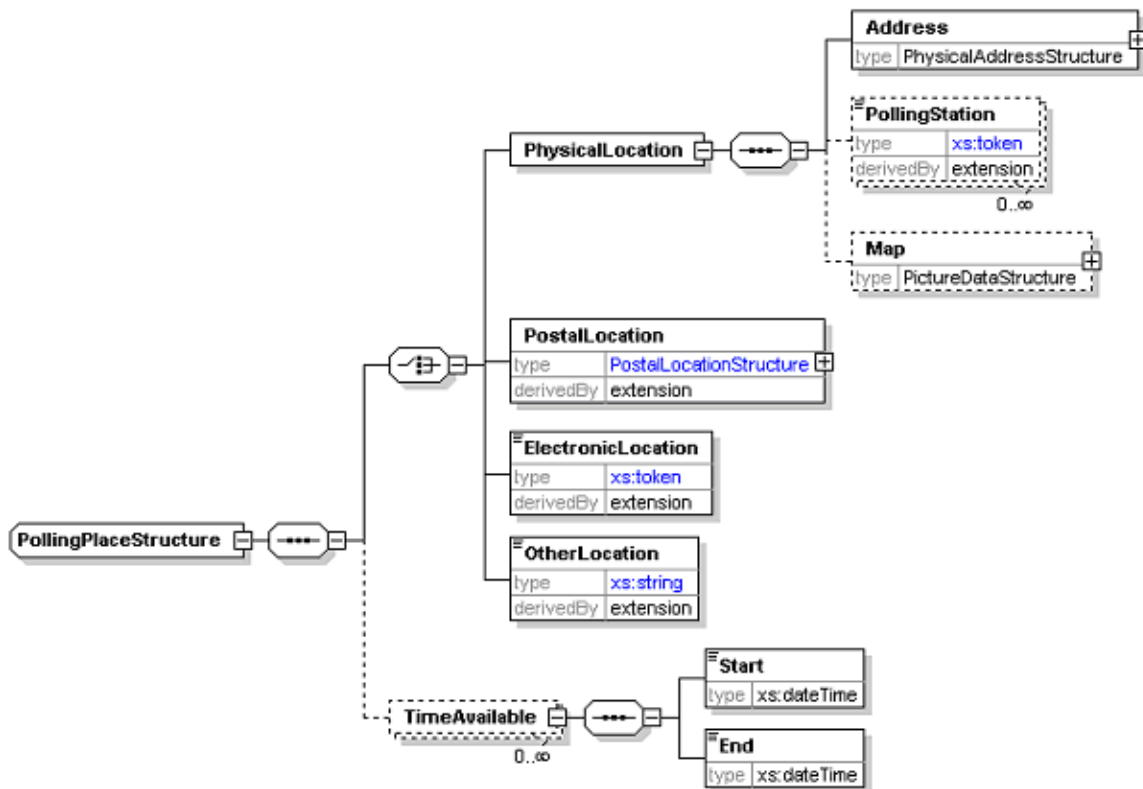 Address
type PhysicalAddressStructure
PollingStation
type xs:token
derivedBy extension
0..∞
PhysicalLocation
Map
type PictureDataStructure
PostalLocation
type PostalLocationStructure
derivedBy extension
ElectronicLocation
type xs:token
derivedBy extension
PollingPlaceStructure
OtherLocation
type xs:string
derivedBy extension
TimeAvailable
0..∞
Start
type xs:dateTime
End
type xs:dateTime